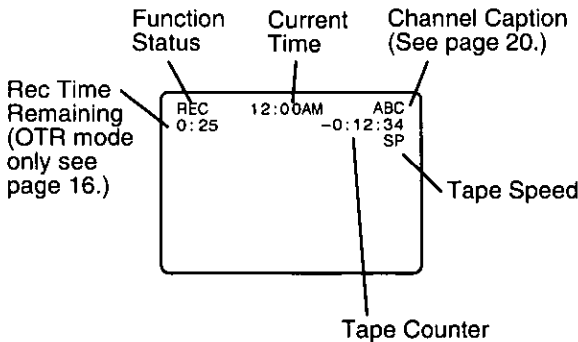 Function
Status
Current
Time
Channel Caption
(See page 20.)
Rec Time
Remaining
(OTR mode
only see
page 16.)
REC 12:00AM ABC
0:25 -0:12:34
SP
Tape Speed
Tape Counter